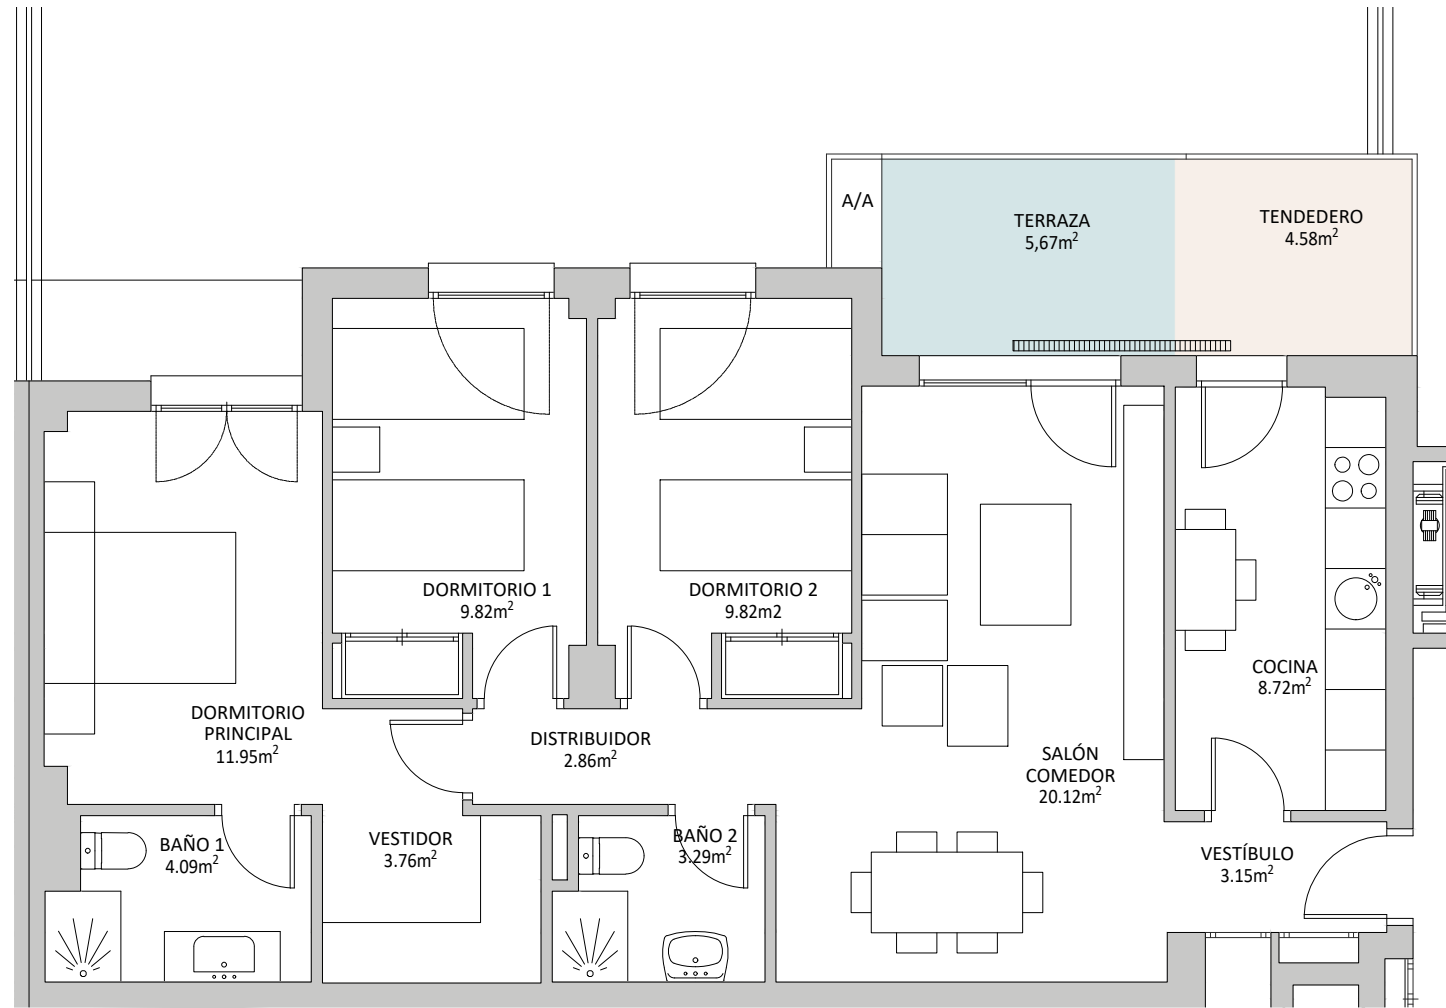 A/A
TERRAZA
5,67m²
TENDEDERO
4.58m²
DORMITORIO 1
9.82m²
DORMITORIO 2
9.82m2
COCINA
8.72m²
DORMITORIO
PRINCIPAL
11.95m²
DISTRIBUIDOR
2.86m²
SALÓN
COMEDOR
20.12m²
BAÑO 1
4.09m²
VESTIDOR
3.76m²
BAÑO 2
3.29m²
VESTÍBULO
3.15m²